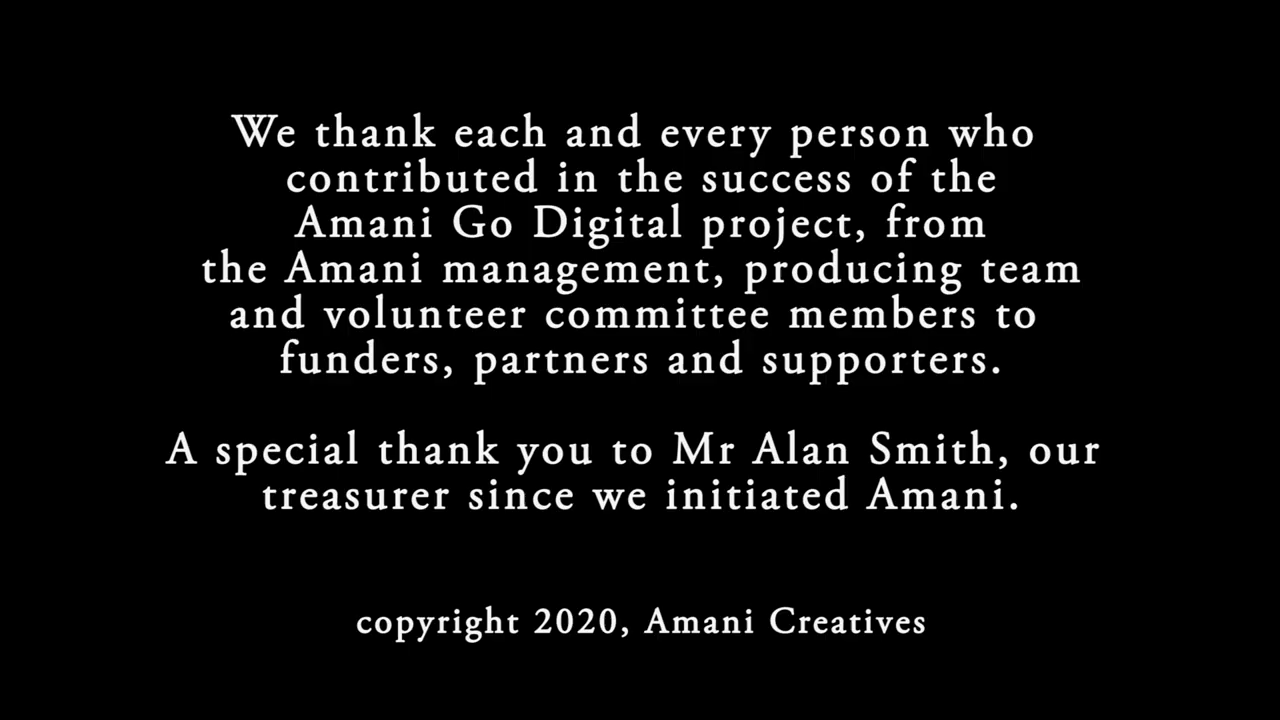 We thank each and every person who
contributed in the success of the
Amani Go Digital project, from
the Amani management, producing team
and volunteer committee members to
funders, partners and supporters.
A special thank you to Mr Alan Smith, our
treasurer since we initiated Amani.
copyright 2020, Amani Creatives